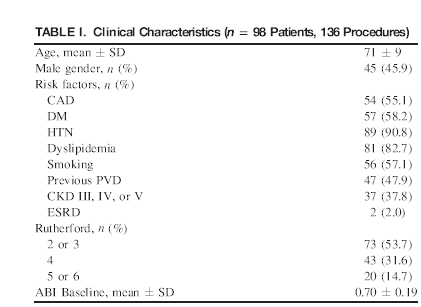 TABLE I. Clinical Characteristics (n = 98 Patients, 136 Procedures)
Age, mean ± SD 71 ± 9
Male gender, n (%) 45 (45.9)
Risk factors, n (%)
CAD 54 (55.1)
DM 57 (58.2)
HTN 89 (90.8)
Dyslipidemia 81 (82.7)
Smoking 56 (57.1)
Previous PVD 47 (47.9)
CKD III, IV, or V 37 (37.8)
ESRD 2 (2.0)
Rutherford, n (%)
2 or 3 73 (53.7)
4 43 (31.6)
5 or 6 20 (14.7)
ABI Baseline, mean ± SD 0.70 ± 0.19